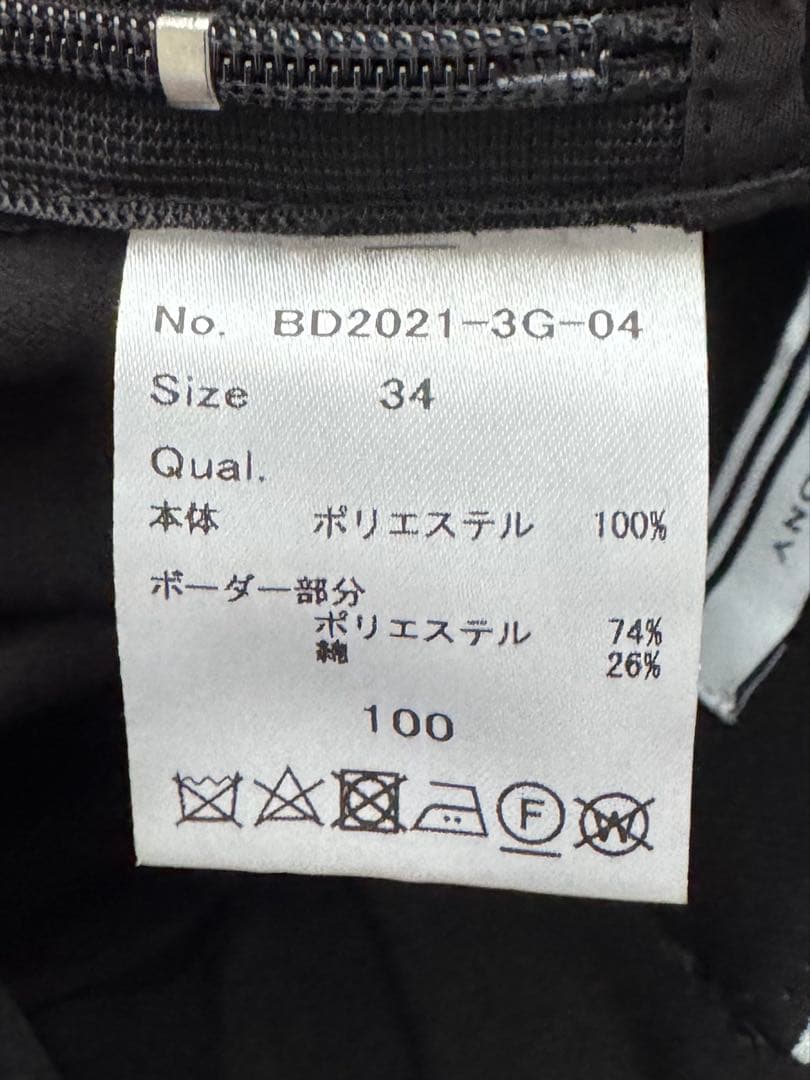 No. BD2021-3G-04
Size 34
Qual.
本体 ポリエステル 100%
ボーダー部分
ポリエステル 74%
綿 26%
100
F
W